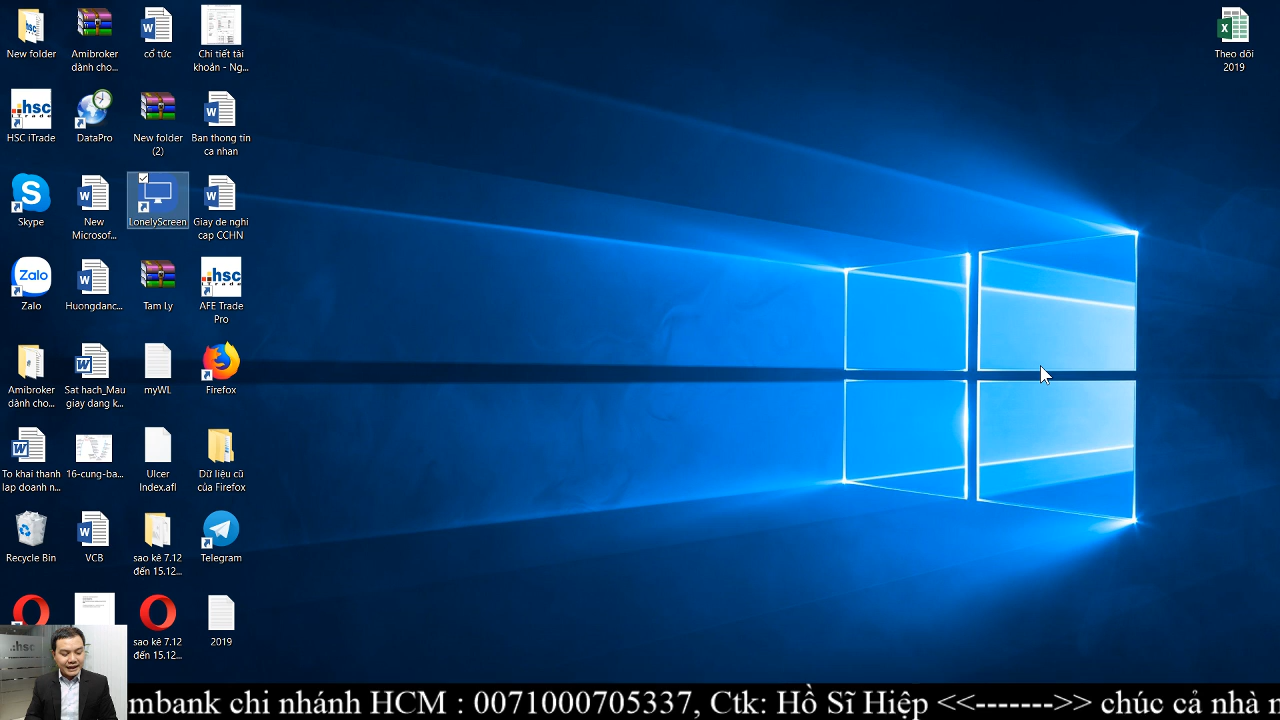 New folder
Amibroker
dành cho...
cổ tức
Chi tiết tài
khoản - Ng...
Theo dõi
2019
.hsc
HSC iTrade
DataPro
New folder
(2)
Ban thong tin
ca nhan
Skype
New
Microsof...
LonelyScreen
Giay de nghi
cap CCHN
Zalo
Zalo
Huongdanc...
Tam Ly
.hsc
AFE Trade
Pro
Amibroker
dành cho...
Sat hach_Mau
giay dang k...
myWL
Firefox
To khai thanh
lap doanh n...
16-cung-ba...
Ulcer
Index.afl
Dữ liệu cũ
của Firefox
Recycle Bin
VCB
sao kê 7.12
đến 15.12...
Telegram
sao kê 7.12
đến 15.12...
2019
.:hsc
mbank chi nhánh HCM : 0071000705337, Ctk: Hồ Sĩ Hiệp <<------->> chúc cả nhà